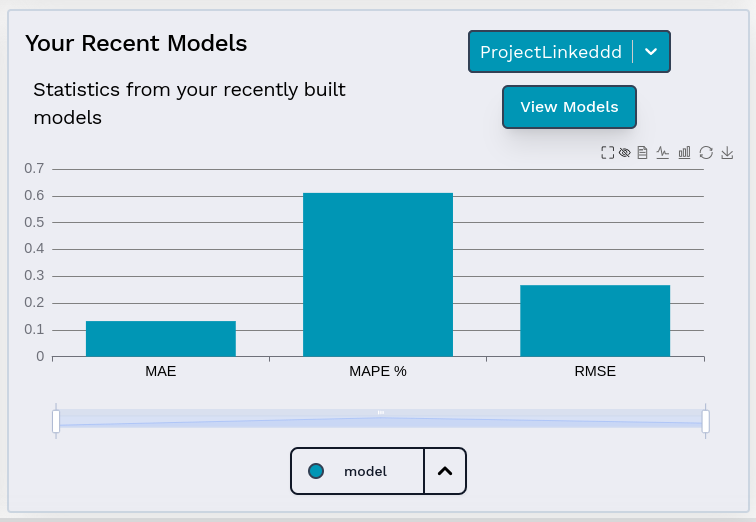 Your Recent Models
ProjectLinkeddd
Statistics from your recently built
models
View Models
0.7
0.6
0.5
0.4
0.3
0.2
0.1
0
MAE MAPE % RMSE
model